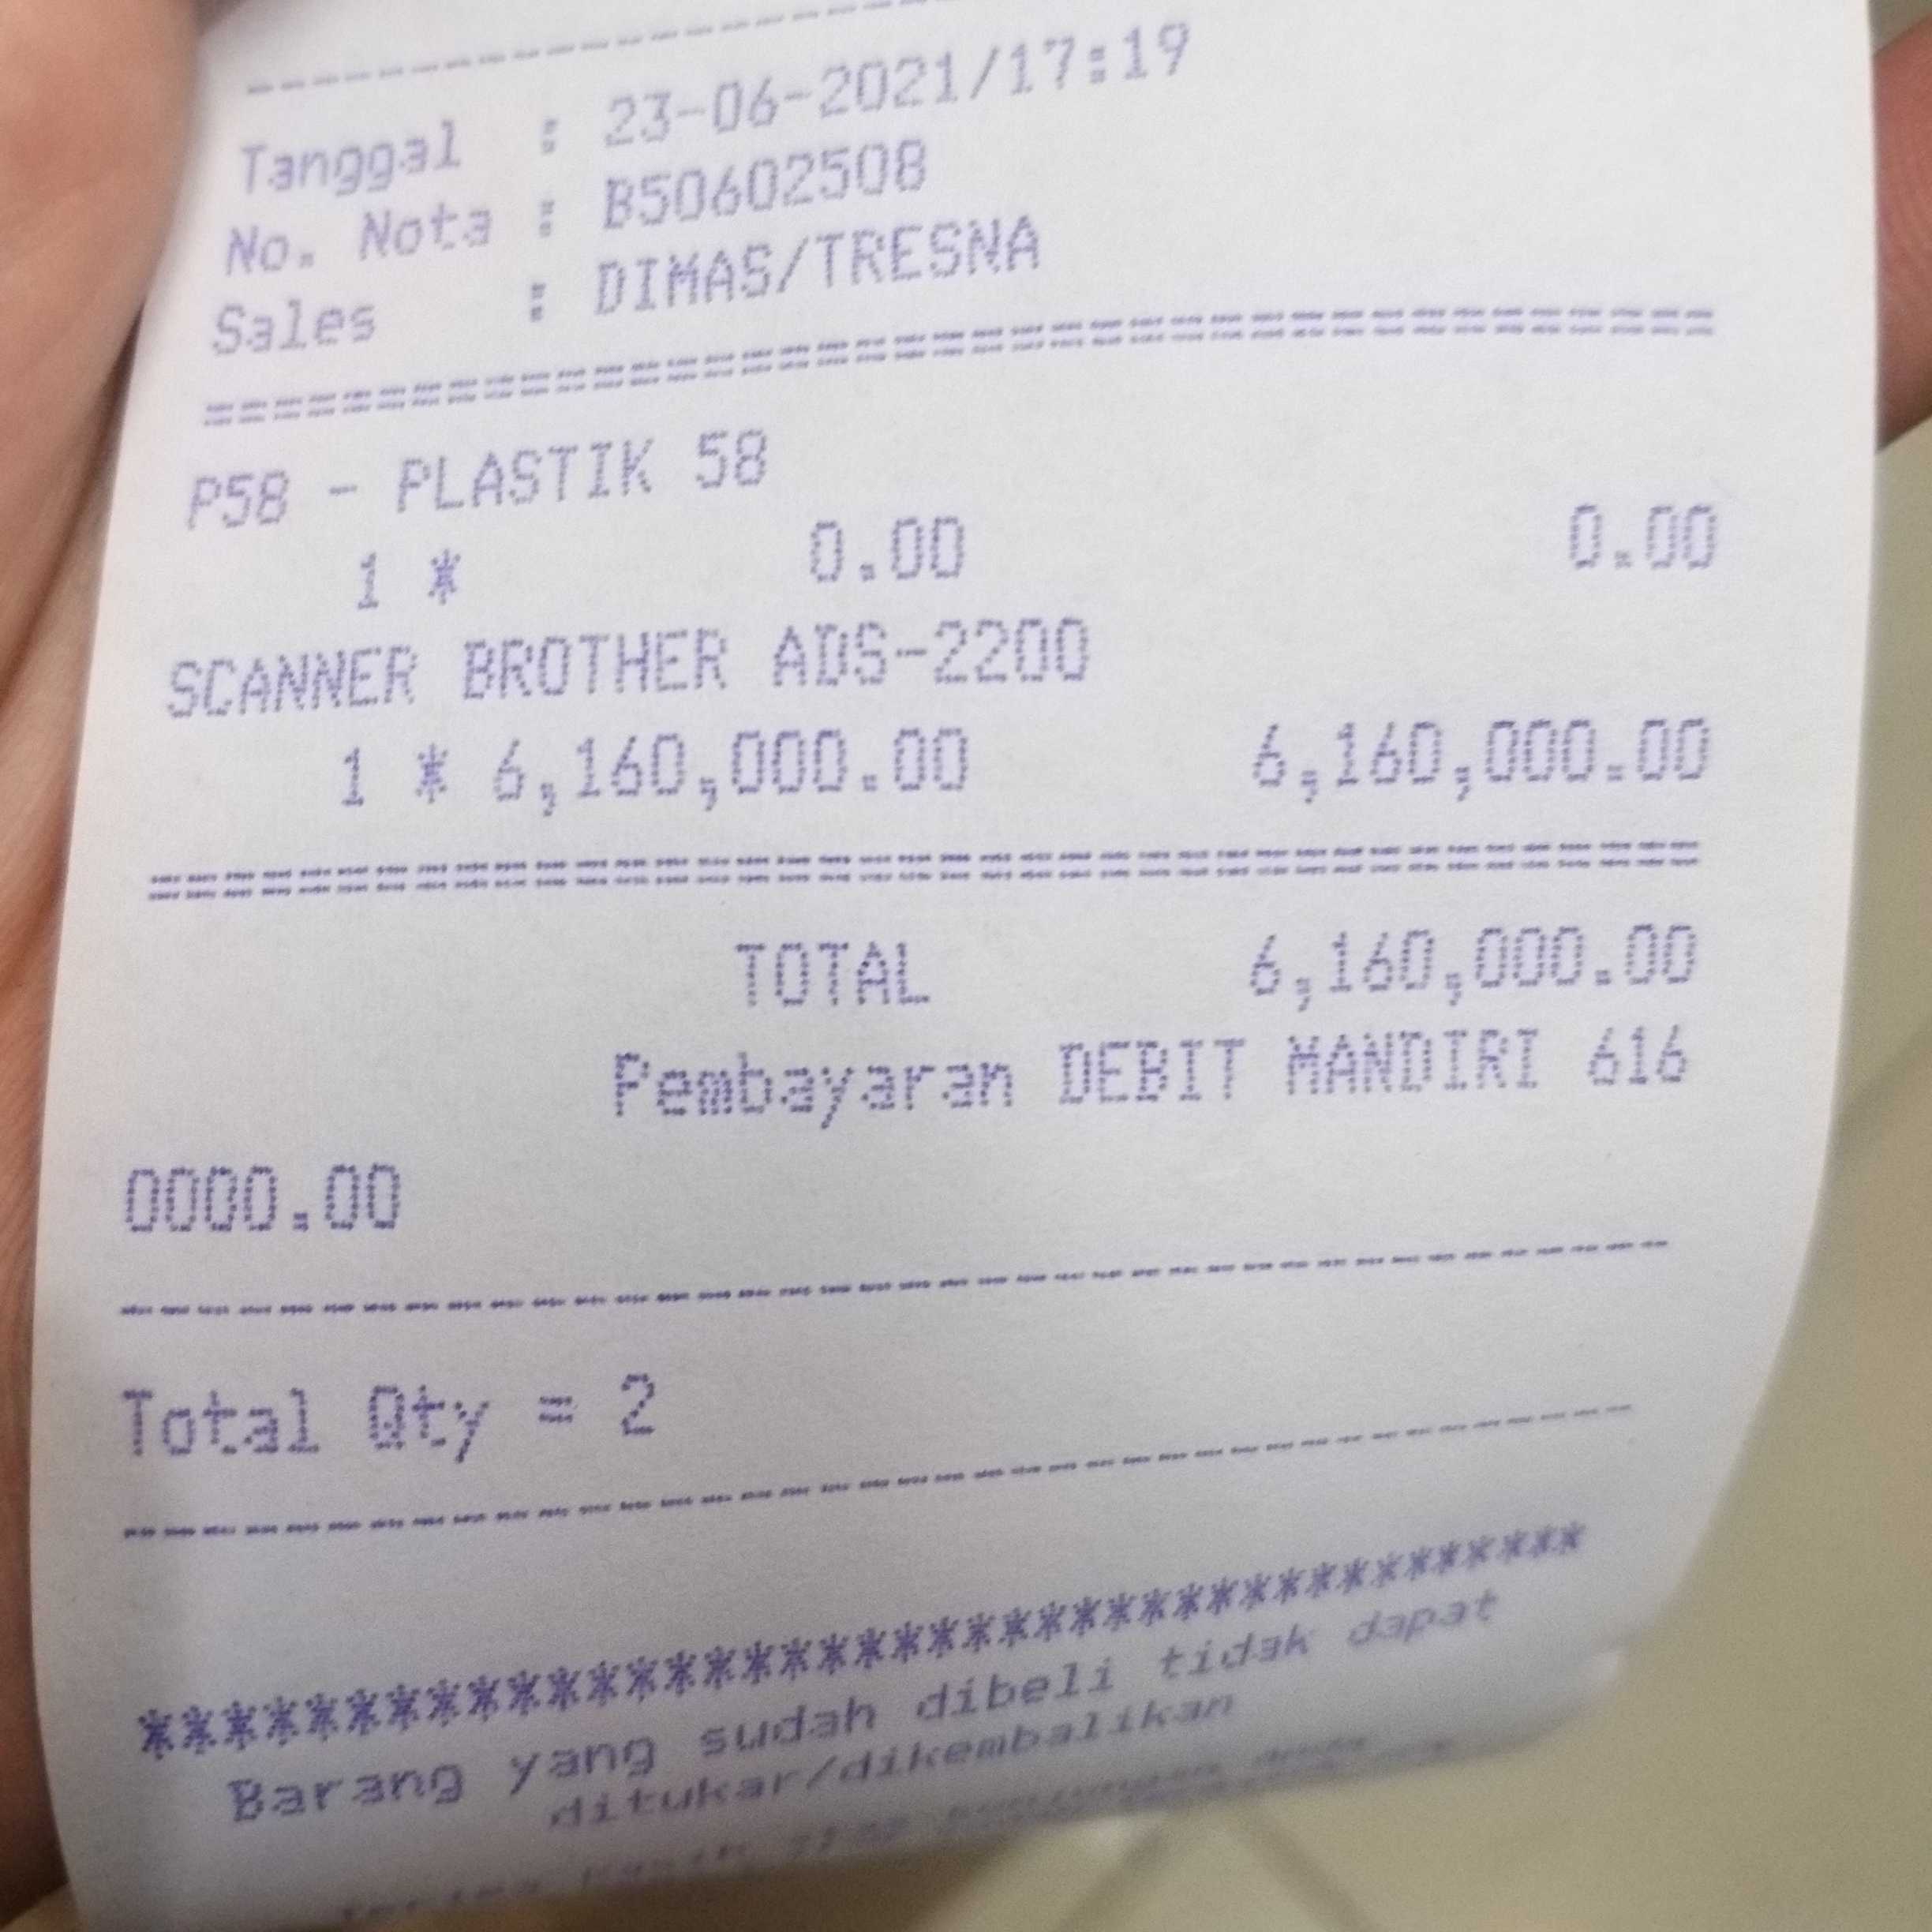 Tanggal : 23-06-2021/17:19
No. Nota : B50602508
Sales : DIMAS/TRESNA
P58 - PLASTIK 58
1 * 0.00 0.00
SCANNER BROTHER ADS-2200
1 * 6,160,000.00 6,160,000.00
TOTAL 6,160,000.00
Pembayaran DEBIT MANDIRI 616
0000.00
Total Qty = 2
****************************************
Barang yang sudah dibeli tidak dapat
ditukar/dikembalikan